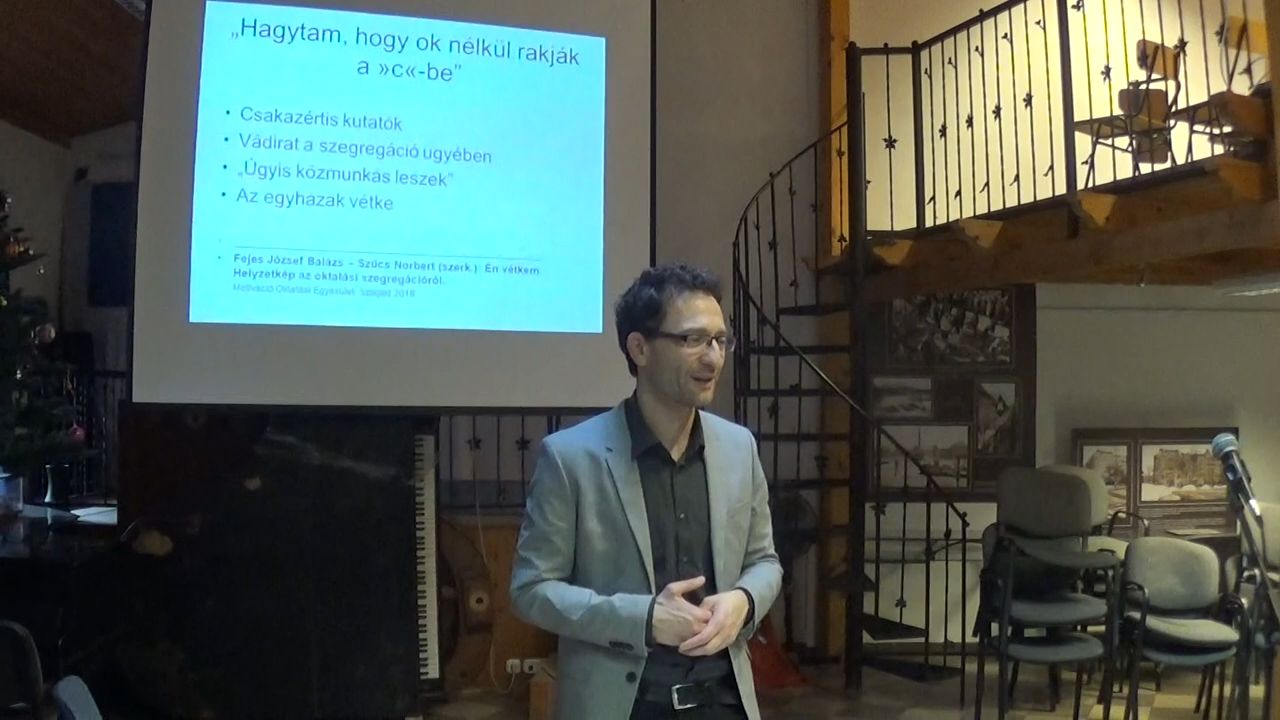 „Hagytam, hogy ok nélkül rakják
a »c«-be”
• Csakazértis kutatók
• Vádirat a szegregáció ügyében
• „Úgyis közmunkás leszek”
• Az egyházak vétke
• Fejes József Balázs – Szűcs Norbert (szerk.): Én vétkem.
Helyzetkép az oktatási szegregációról.
Motiváció Oktatási Egyesület, Szeged 2018